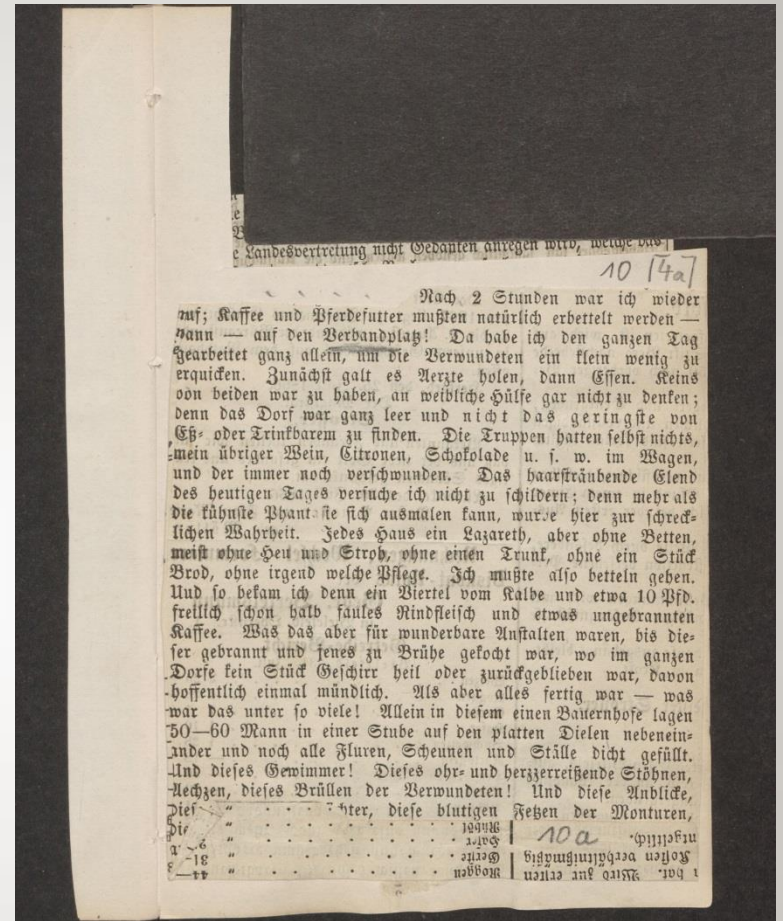 Landesvertretung nicht Gedanken anregen wird, welche das
10 [4a]
Nach 2 Stunden war ich wieder
auf; Kaffee und Pferdefutter mußten natürlich erbettelt werden —
dann — auf den Verbandplatz! Da habe ich den ganzen Tag
gearbeitet ganz allein, um die Verwundeten ein klein wenig zu
erquicken. Zunächst galt es Aerzte holen, dann Essen. Keins
von beiden war zu haben, an weibliche Hülfe gar nicht zu denken;
denn das Dorf war ganz leer und nicht das geringste von
Eß- oder Trinkbarem zu finden. Die Truppen hatten selbst nichts,
mein übriger Wein, Citronen, Schokolade u. s. w. im Wagen,
und der immer noch verschwunden. Das haarsträubende Elend
des heutigen Tages versuche ich nicht zu schildern; denn mehr als
die kühnste Phantasie sich ausmalen kann, wurde hier zur schreck-
lichen Wahrheit. Jedes Haus ein Lazareth, aber ohne Betten,
meist ohne Heu und Stroh, ohne einen Trunk, ohne ein Stück
Brod, ohne irgend welche Pflege. Ich mußte also betteln gehen.
Und so bekam ich denn ein Viertel vom Kalbe und etwa 10 Pfd.
freilich schon halb faules Rindfleisch und etwas ungebrannten
Kaffee. Was das aber für wunderbare Anstalten waren, bis die-
ser gebrannt und jenes zu Brühe gekocht war, wo im ganzen
Dorfe kein Stück Geschirr heil oder zurückgeblieben war, davon
hoffentlich einmal mündlich. Als aber alles fertig war — was
war das unter so viele! Allein in diesem einen Bauernhofe lagen
50—60 Mann in einer Stube auf den platten Dielen nebenein-
ander und noch alle Fluren, Scheunen und Ställe dicht gefüllt.
Und dieses Gewimmer! Dieses ohr- und herzzerreißende Stöhnen,
Aechzen, dieses Brüllen der Verwundeten! Und diese Anblicke,
diese blutigen Fetzen der Monturen,
10a
Rüböl
Hafer
Gerste
Roggen
Kosten verhältnißmäßig
hat. Wird zur ersten